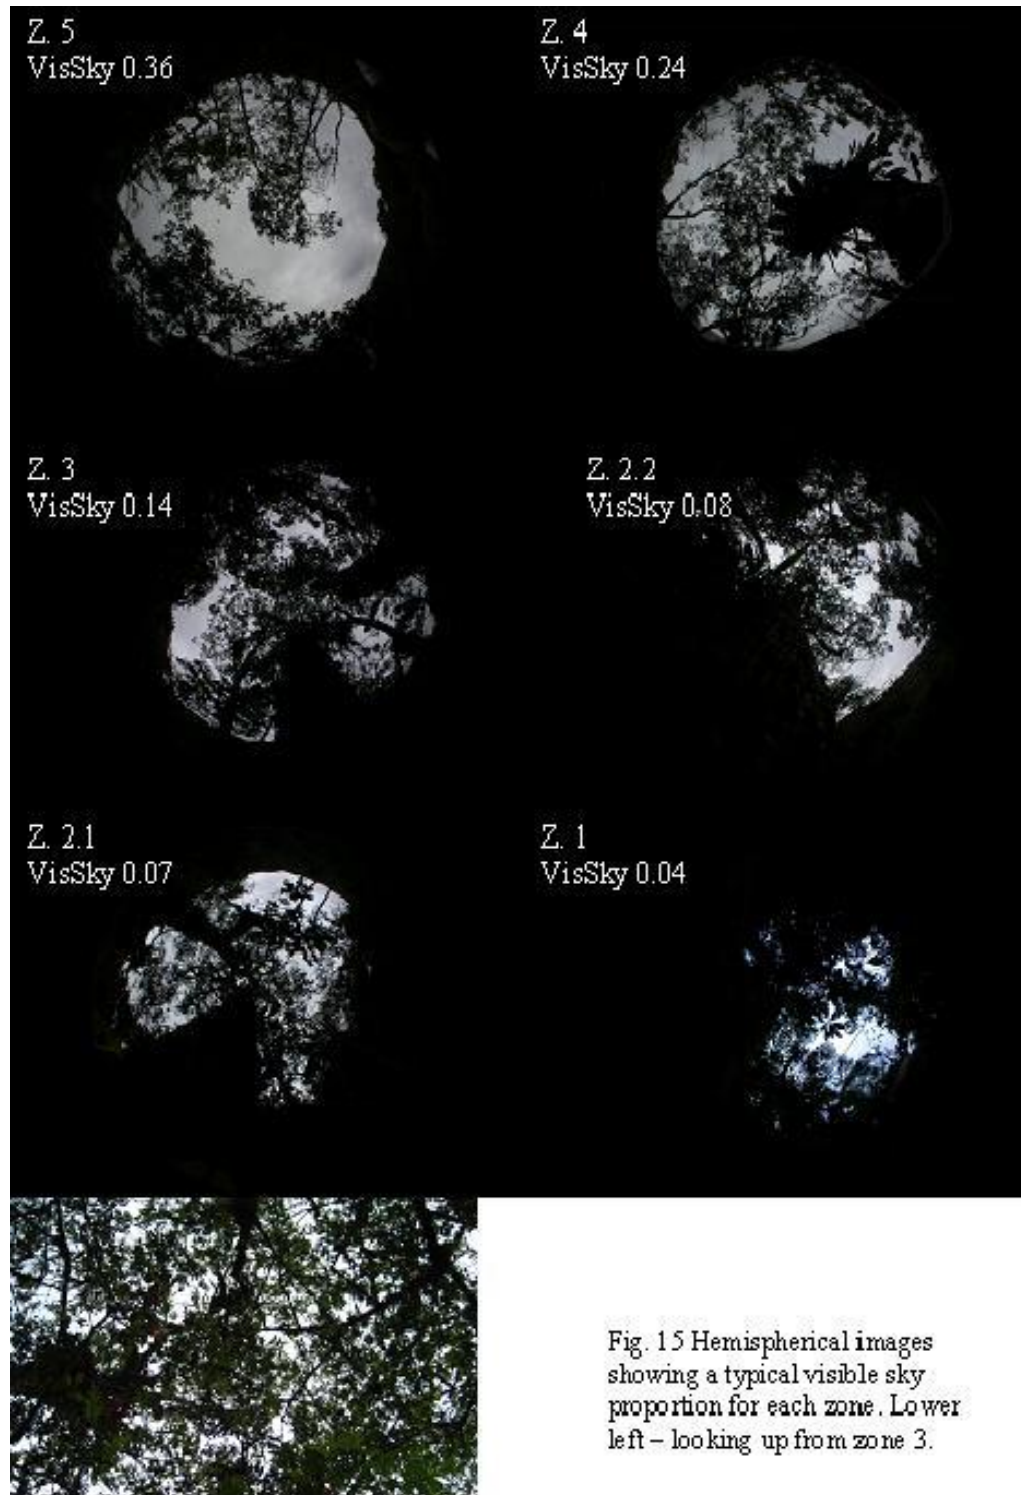 Z. 5
VisSky 0.36
Z. 4
VisSky 0.24
Z. 3
VisSky 0.14
Z. 2.2
VisSky 0.08
Z. 2.1
VisSky 0.07
Z. 1
VisSky 0.04
Fig. 15 Hemispherical images
showing a typical visible sky
proportion for each zone. Lower
left – looking up from zone 3.